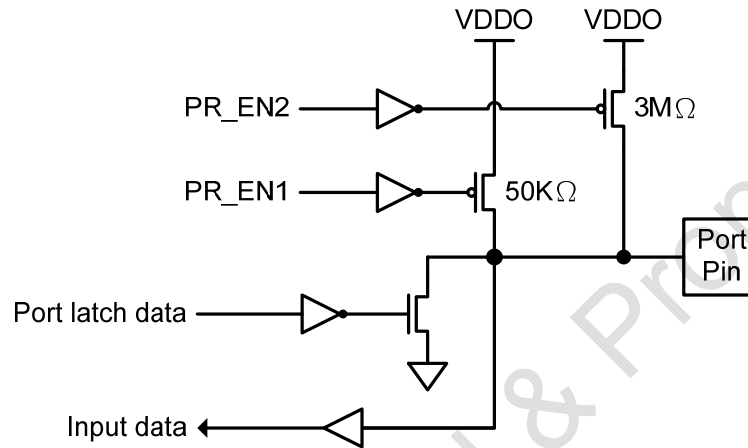 VDDO VDDO
PR_EN2
3MΩ
PR_EN1
50KΩ
Port
Pin
Port latch data
Input data